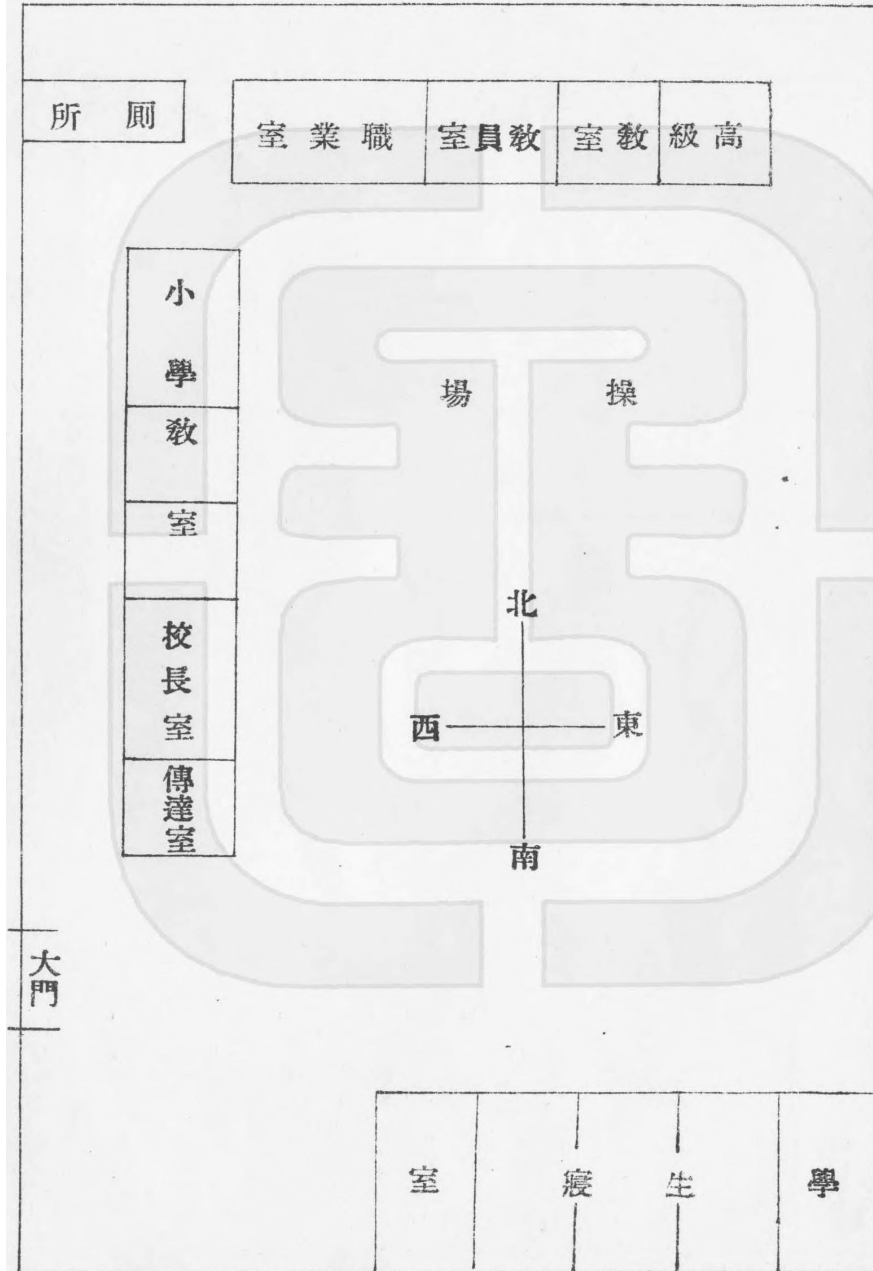 高級教室
教員室
職業室
厠所
小學教室
校長室
傳達室
操場
北
東
西
南
大門
學生寢室